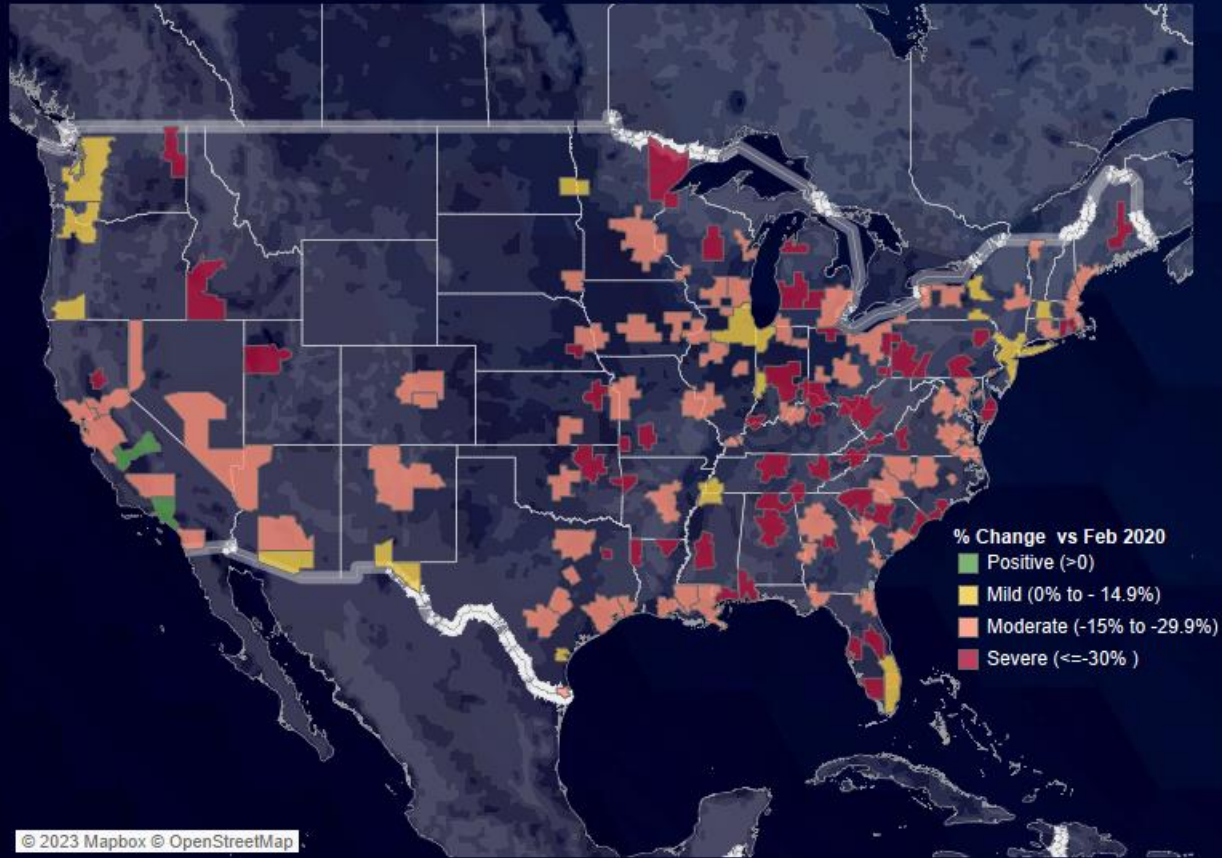 % Change vs Feb 2020
Positive (>0)
Mild (0% to - 14.9%)
Moderate (-15% to -29.9%)
Severe (<=-30% )
© 2023 Mapbox © OpenStreetMap